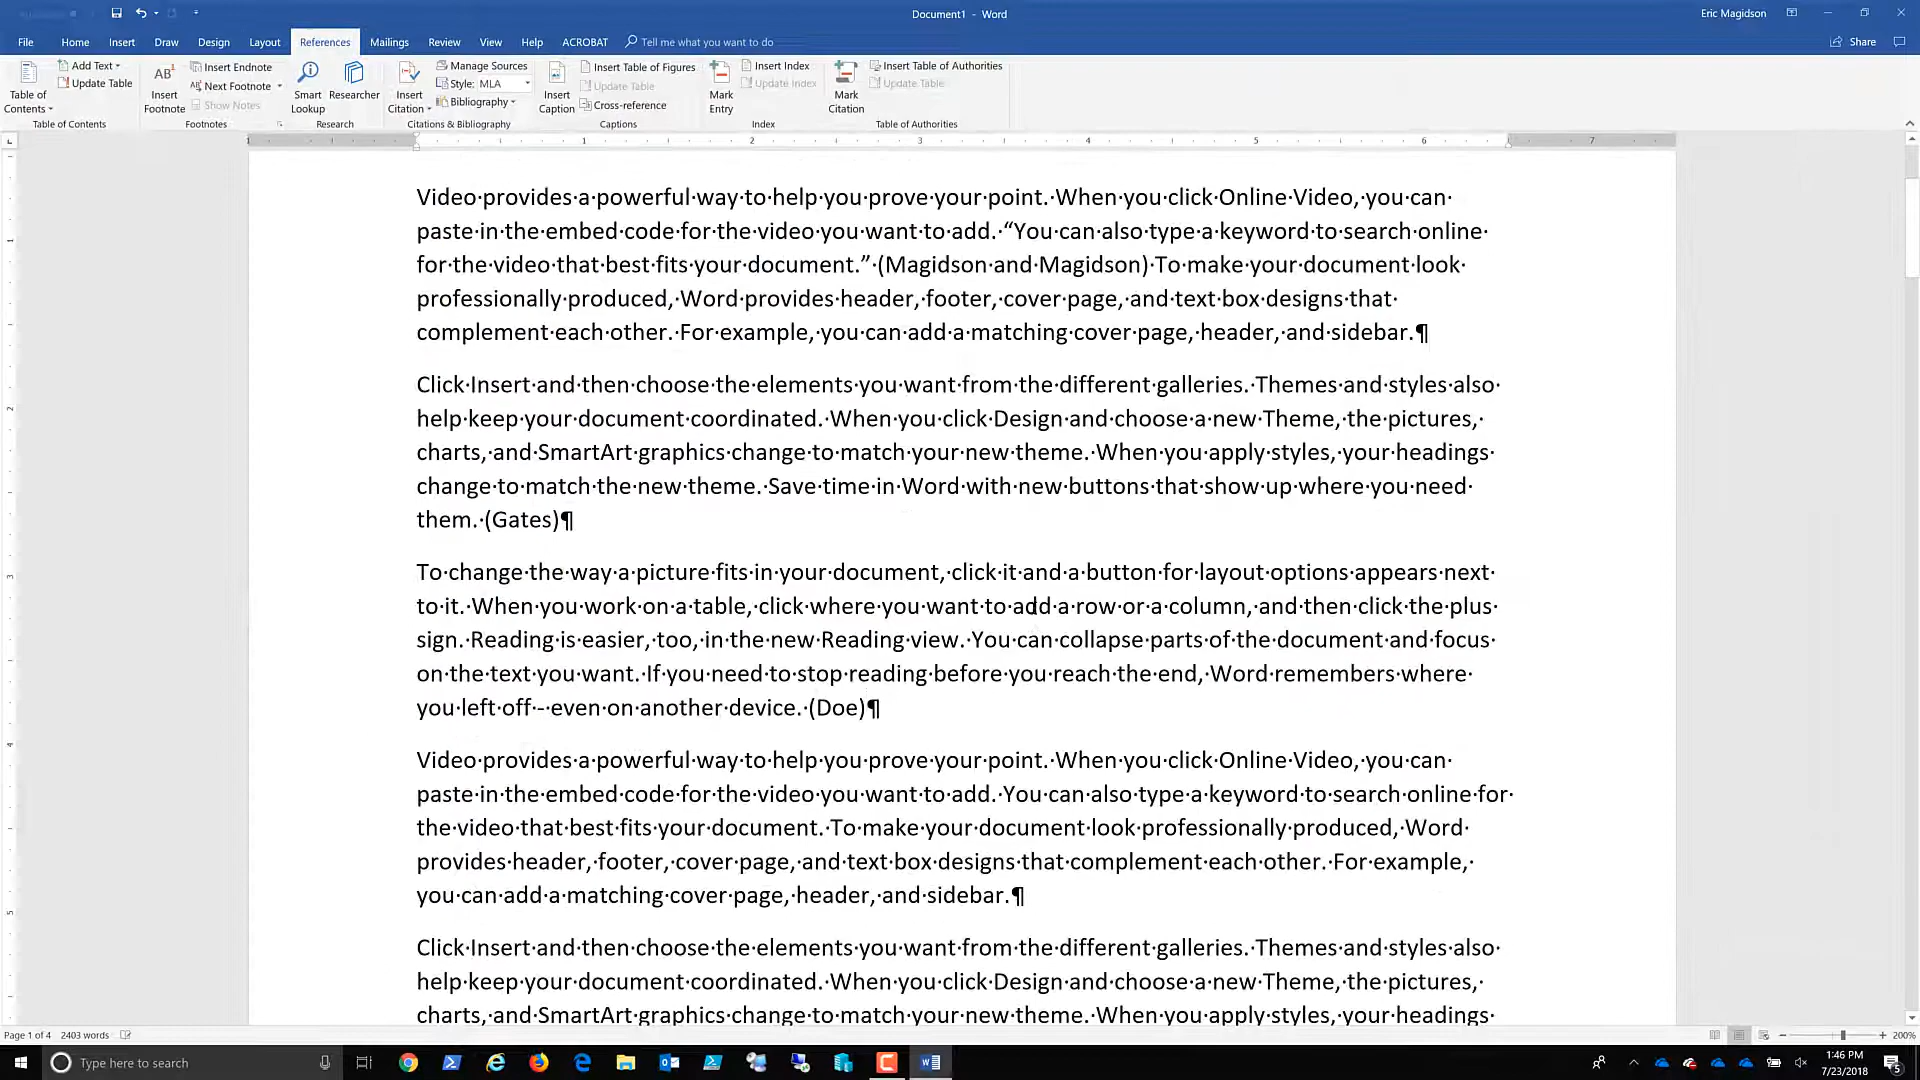 Document1 - Word
Eric Magidson
File Home Insert Draw Design Layout References Mailings Review View Help ACROBAT Tell me what you want to do
Share
Table of Contents
Add Text
Update Table
Table of Contents
AB1
Insert Footnote
Insert Endnote
Next Footnote
Show Notes
Footnotes
Smart Lookup
Researcher
Research
Insert Citation
Manage Sources
Style: MLA
Bibliography
Citations & Bibliography
Insert Caption
Insert Table of Figures
Update Table
Cross-reference
Captions
Mark Entry
Insert Index
Update Index
Index
Mark Citation
Insert Table of Authorities
Update Table
Table of Authorities
1 1 2 3 4 5 6 7
Video provides a powerful way to help you prove your point. When you click Online Video, you can
paste in the embed code for the video you want to add. “You can also type a keyword to search online
for the video that best fits your document.” (Magidson and Magidson) To make your document look
professionally produced, Word provides header, footer, cover page, and text box designs that
complement each other. For example, you can add a matching cover page, header, and sidebar.¶
Click Insert and then choose the elements you want from the different galleries. Themes and styles also
help keep your document coordinated. When you click Design and choose a new Theme, the pictures,
charts, and SmartArt graphics change to match your new theme. When you apply styles, your headings
change to match the new theme. Save time in Word with new buttons that show up where you need
them. (Gates)¶
To change the way a picture fits in your document, click it and a button for layout options appears next
to it. When you work on a table, click where you want to add a row or a column, and then click the plus
sign. Reading is easier, too, in the new Reading view. You can collapse parts of the document and focus
on the text you want. If you need to stop reading before you reach the end, Word remembers where
you left off - even on another device. (Doe)¶
Video provides a powerful way to help you prove your point. When you click Online Video, you can
paste in the embed code for the video you want to add. You can also type a keyword to search online for
the video that best fits your document. To make your document look professionally produced, Word
provides header, footer, cover page, and text box designs that complement each other. For example,
you can add a matching cover page, header, and sidebar.¶
Click Insert and then choose the elements you want from the different galleries. Themes and styles also
help keep your document coordinated. When you click Design and choose a new Theme, the pictures,
charts, and SmartArt graphics change to match your new theme. When you apply styles, your headings
1
2
3
4
5
Page 1 of 4 2403 words
200%
Type here to search
1:46 PM
7/23/2018
5